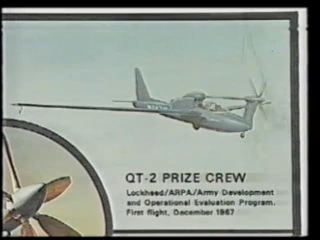 QT-2 PRIZE CREW
Lockheed/ARPA/Army Development
and Operational Evaluation Program.
First flight, December 1967